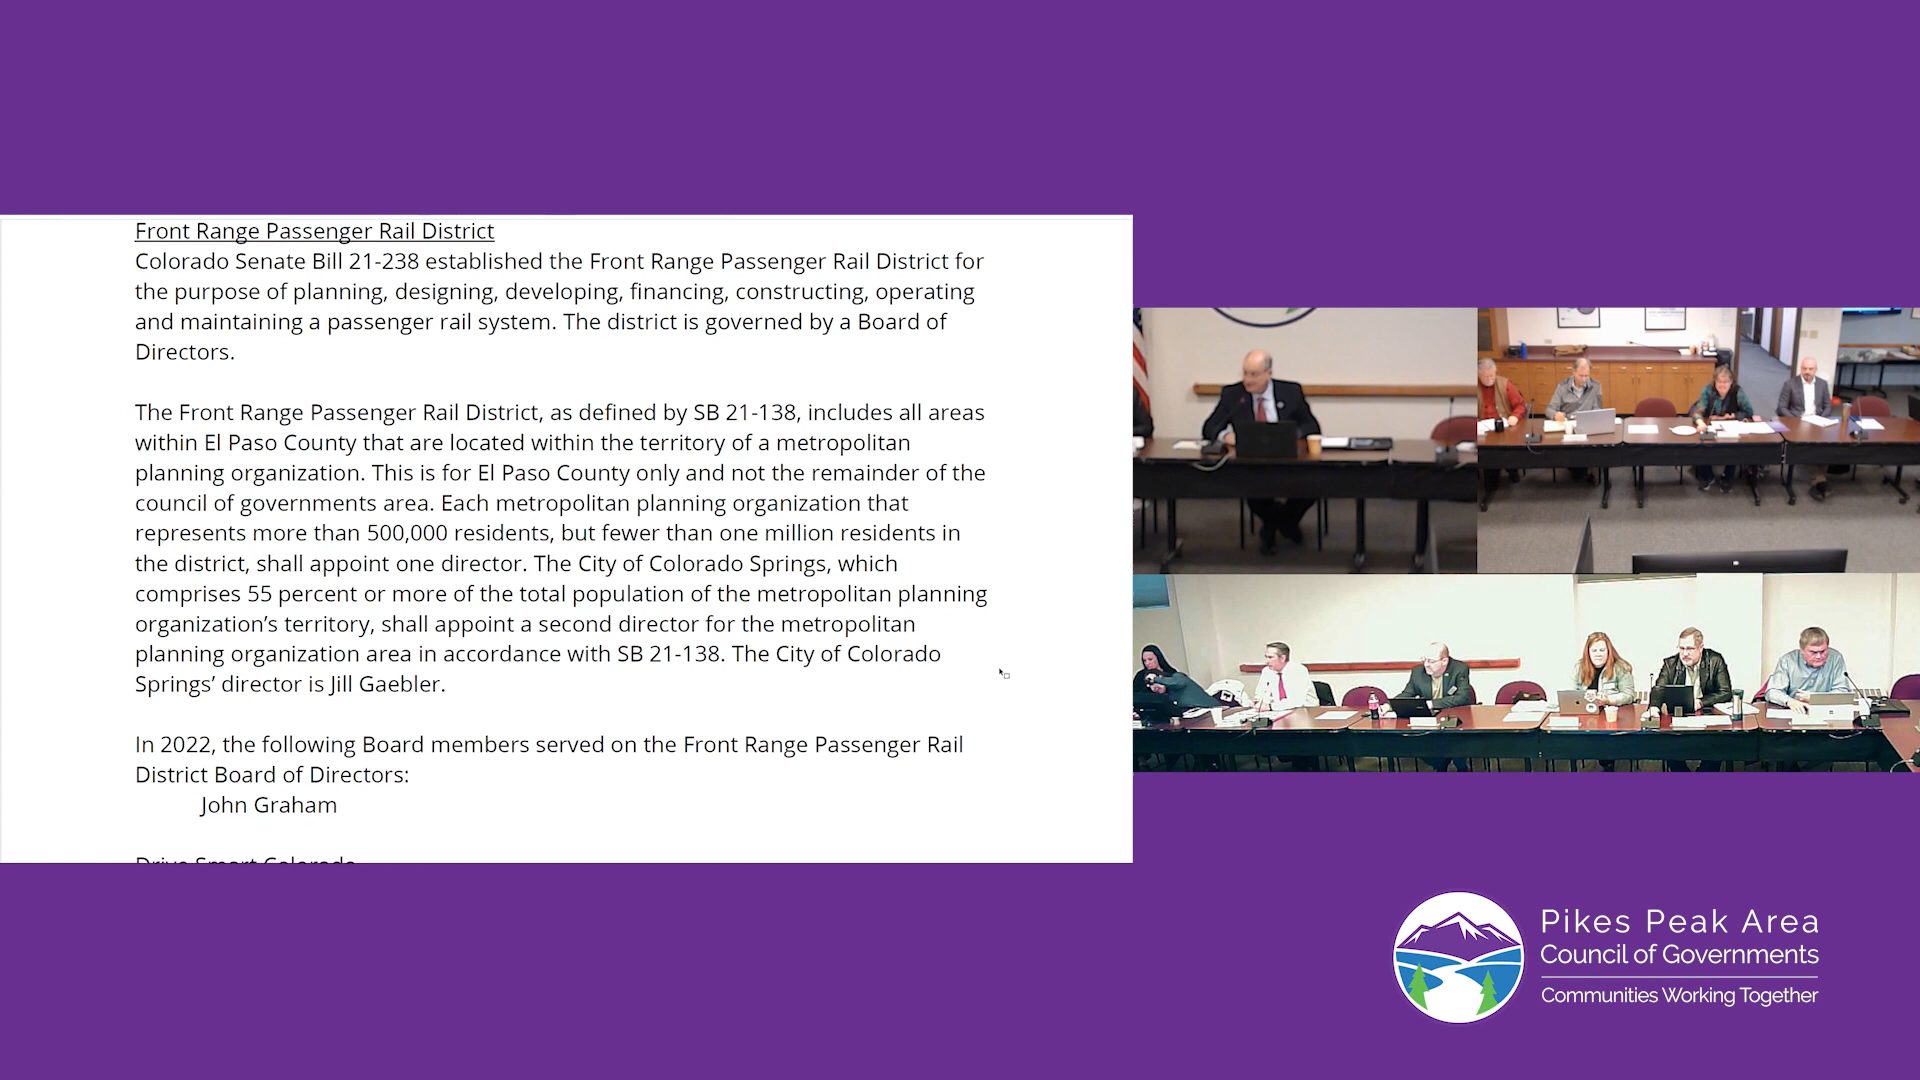 Front Range Passenger Rail District
Colorado Senate Bill 21-238 established the Front Range Passenger Rail District for
the purpose of planning, designing, developing, financing, constructing, operating
and maintaining a passenger rail system. The district is governed by a Board of
Directors.
The Front Range Passenger Rail District, as defined by SB 21-138, includes all areas
within El Paso County that are located within the territory of a metropolitan
planning organization. This is for El Paso County only and not the remainder of the
council of governments area. Each metropolitan planning organization that
represents more than 500,000 residents, but fewer than one million residents in
the district, shall appoint one director. The City of Colorado Springs, which
comprises 55 percent or more of the total population of the metropolitan planning
organization’s territory, shall appoint a second director for the metropolitan
planning organization area in accordance with SB 21-138. The City of Colorado
Springs’ director is Jill Gaebler.
In 2022, the following Board members served on the Front Range Passenger Rail
District Board of Directors:
John Graham
Drive Smart Colorado
Pikes Peak Area
Council of Governments
Communities Working Together